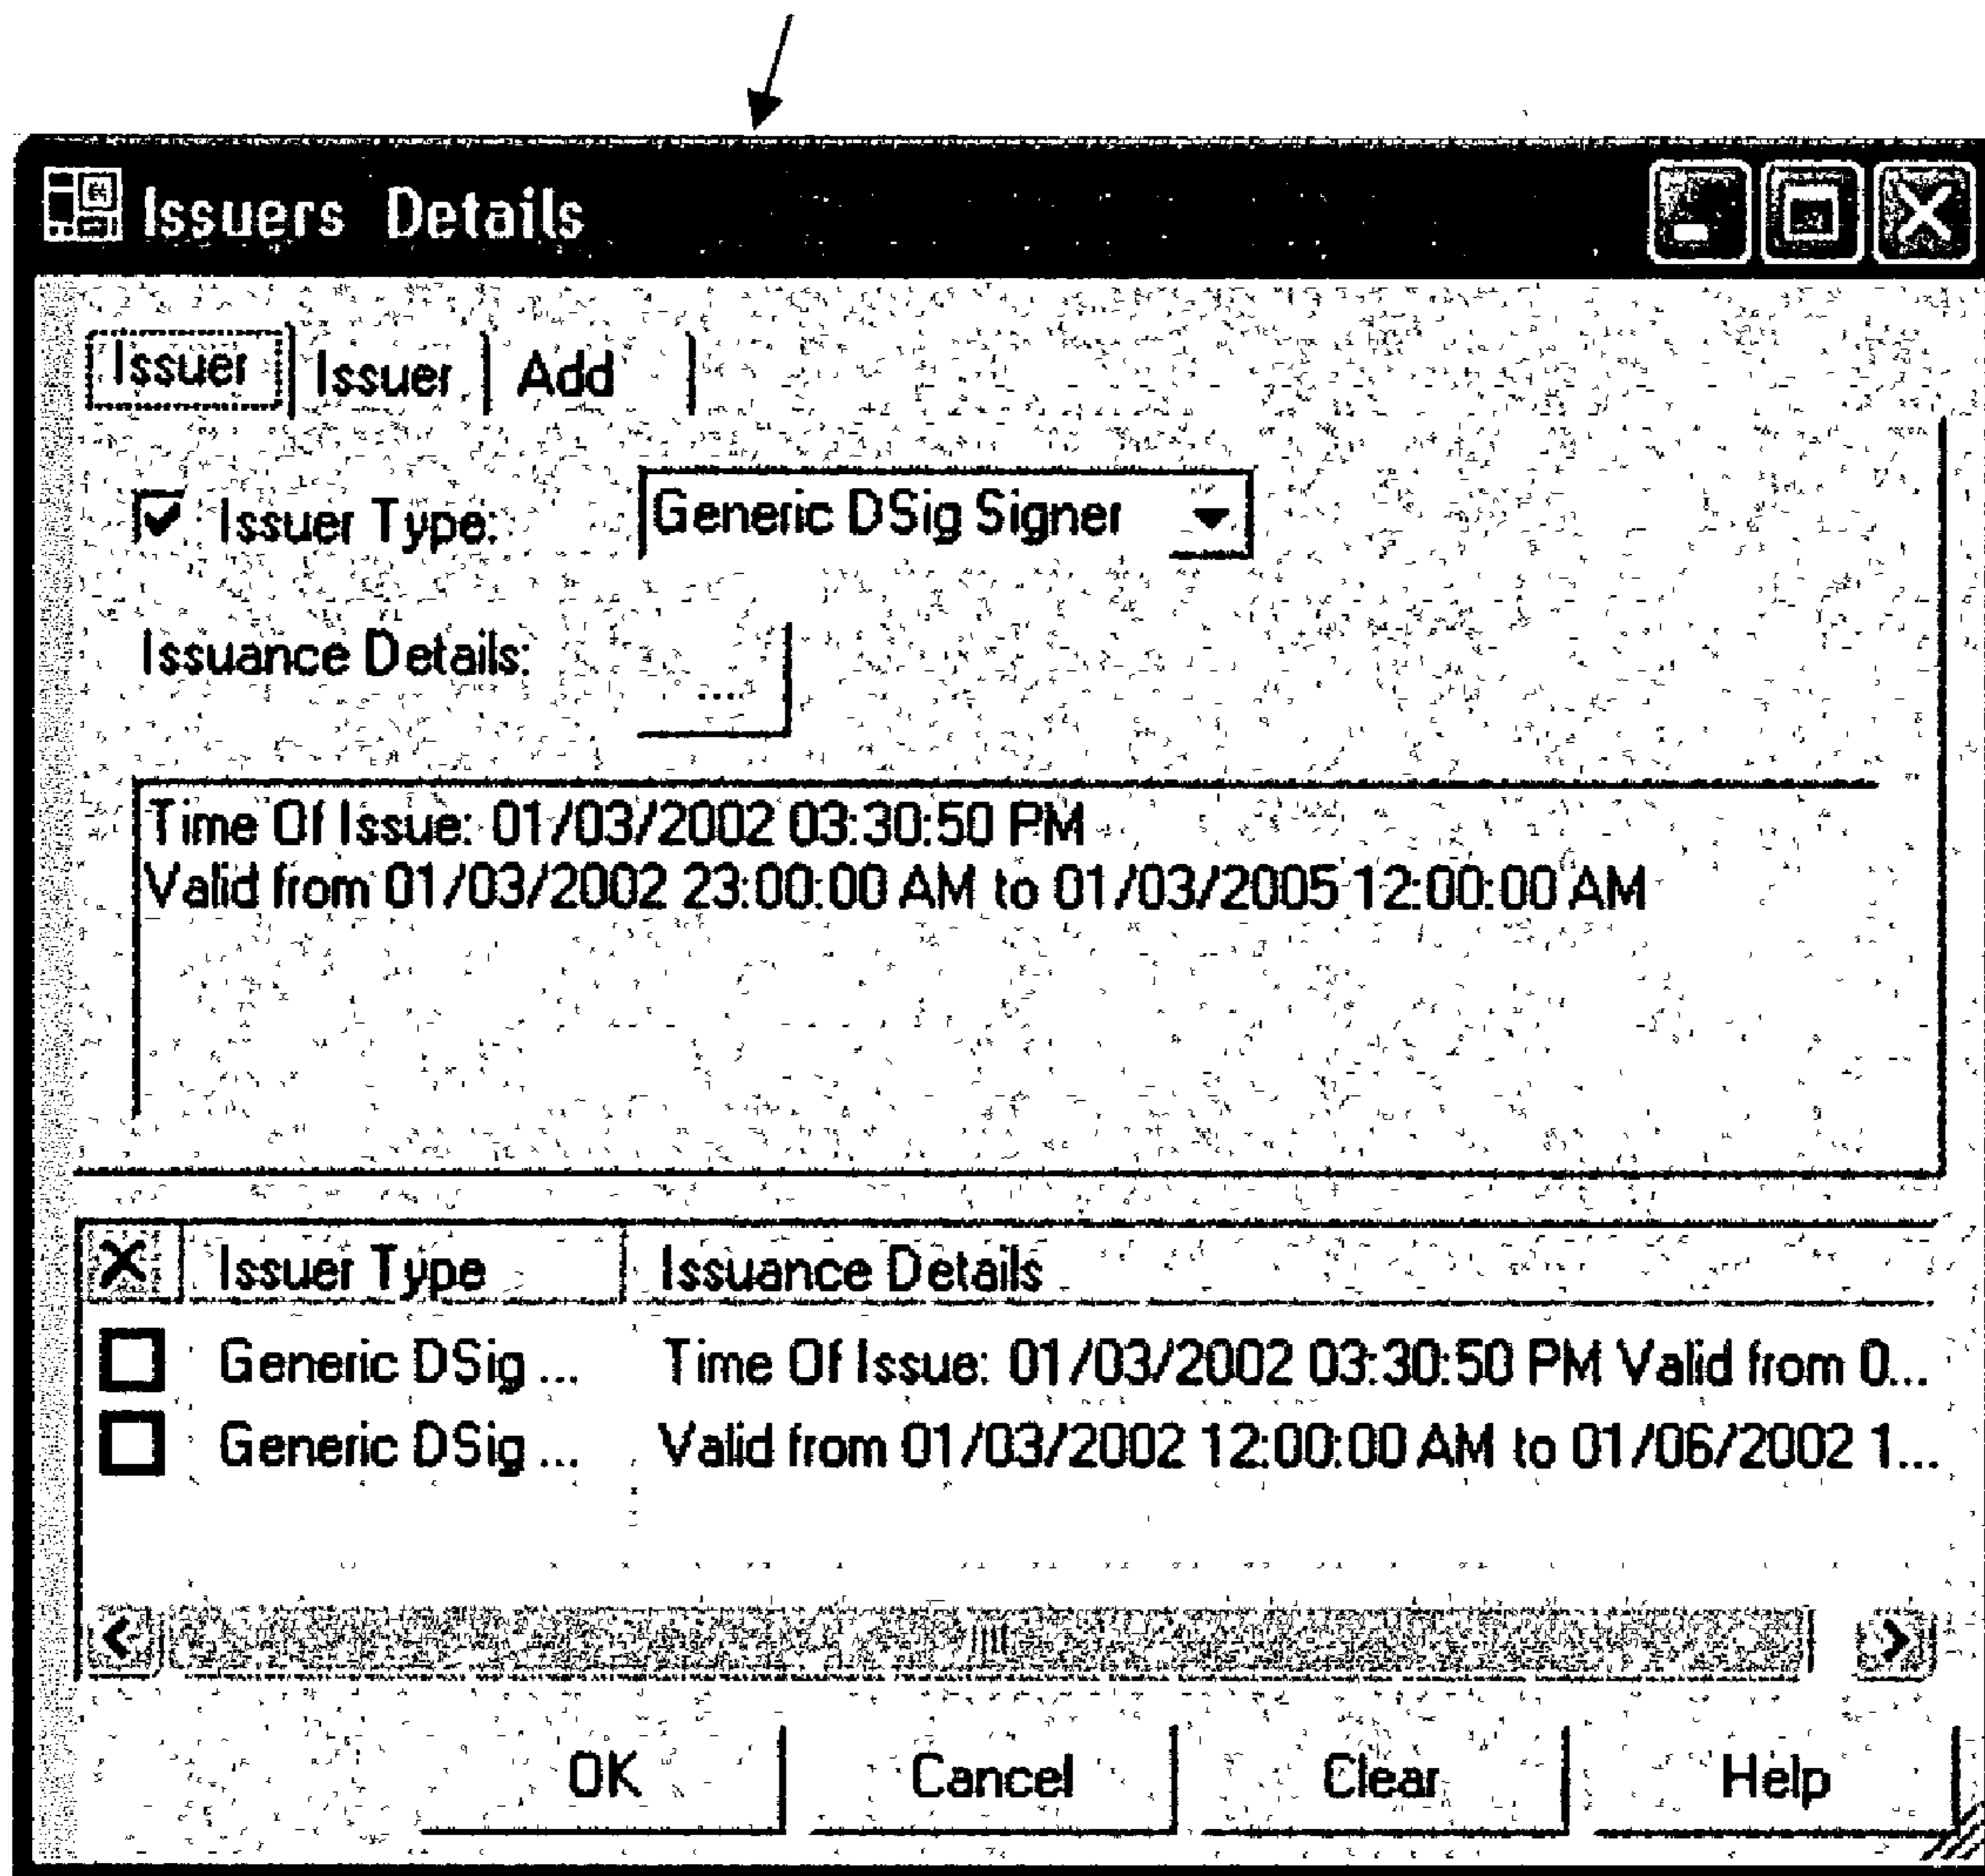 Issuers Details
Issuer Issuer Add
Issuer Type: Generic DSig Signer
Issuance Details: ...
Time Of Issue: 01/03/2002 03:30:50 PM
Valid from 01/03/2002 23:00:00 AM to 01/03/2005 12:00:00 AM
Issuer Type Issuance Details
Generic DSig ... Time Of Issue: 01/03/2002 03:30:50 PM Valid from 0...
Generic DSig ... Valid from 01/03/2002 12:00:00 AM to 01/06/2002 1...
OK Cancel Clear Help